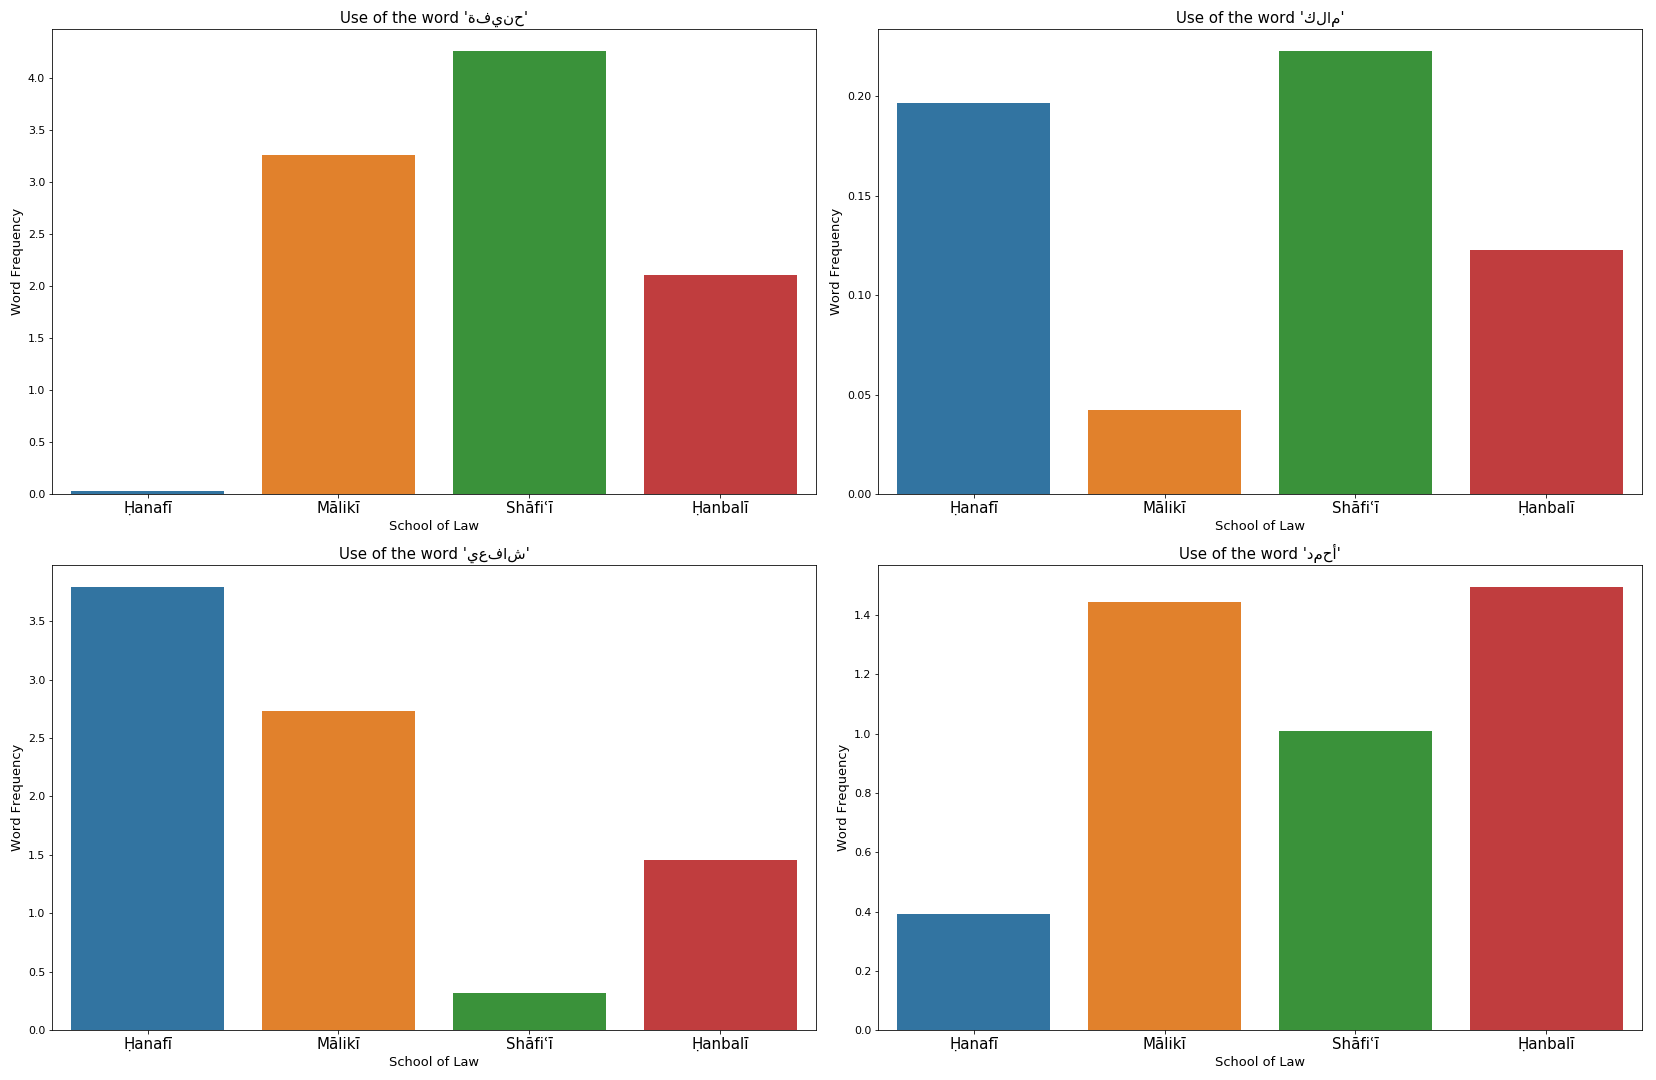 Use of the word 'حنيفة'
4.0
3.5
3.0
2.5
2.0
1.5
1.0
0.5
0.0
Word Frequency
Ḥanafī Mālikī Shāfiʿī Ḥanbalī
School of Law
Use of the word 'مالك'
0.20
0.15
0.10
0.05
0.00
Word Frequency
Ḥanafī Mālikī Shāfiʿī Ḥanbalī
School of Law
Use of the word 'شافعي'
3.5
3.0
2.5
2.0
1.5
1.0
0.5
0.0
Word Frequency
Ḥanafī Mālikī Shāfiʿī Ḥanbalī
School of Law
Use of the word 'أحمد'
1.4
1.2
1.0
0.8
0.6
0.4
0.2
0.0
Word Frequency
Ḥanafī Mālikī Shāfiʿī Ḥanbalī
School of Law